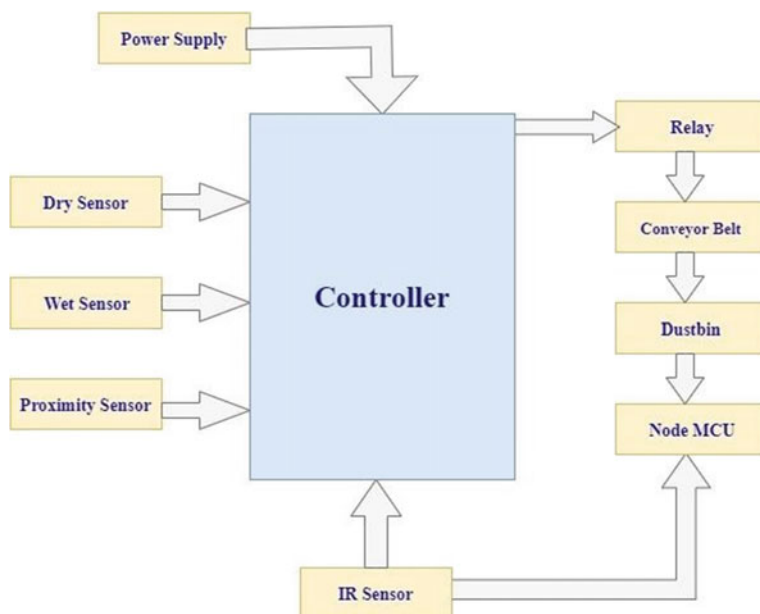 Power Supply
Relay
Dry Sensor
Conveyor Belt
Wet Sensor
Controller
Dustbin
Proximity Sensor
Node MCU
IR Sensor